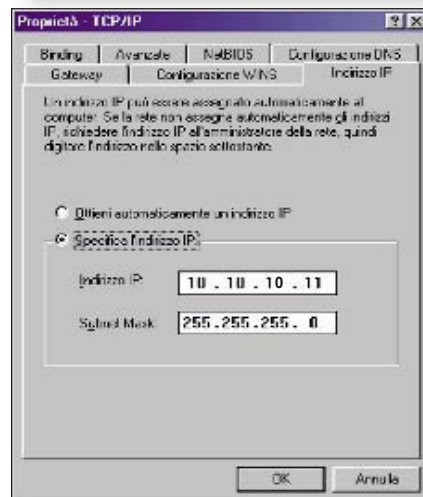 Proprietà - TCP/IP
Binding Avanzate NetBIOS Configurazione DNS
Gateway Configurazione WINS Indirizzo IP
Un indirizzo IP può essere assegnato automaticamente al
computer. Se la rete non assegna automaticamente gli indirizzi
IP, richiedere l'indirizzo IP all'amministratore della rete, quindi
digitare l'indirizzo nello spazio sottostante.
Ottieni automaticamente un indirizzo IP
Specifica l'indirizzo IP:
Indirizzo IP: 10 . 10 . 10 . 11
Subnet Mask: 255 . 255 . 255 . 0
OK Annulla